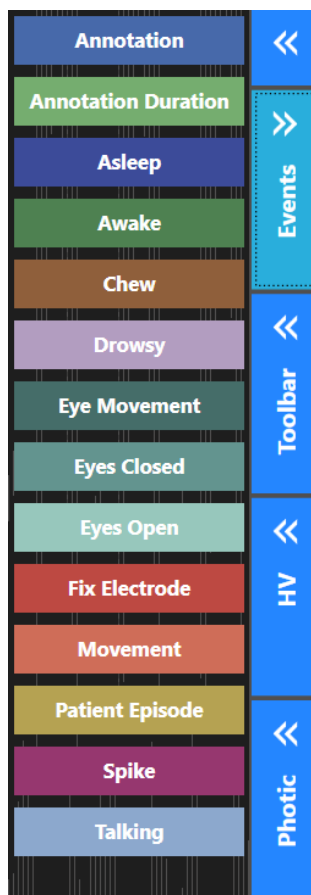 Annotation
Annotation Duration
Asleep
Awake
Chew
Drowsy
Eye Movement
Eyes Closed
Eyes Open
Fix Electrode
Movement
Patient Episode
Spike
Talking
Events
Toolbar
HV
Photic